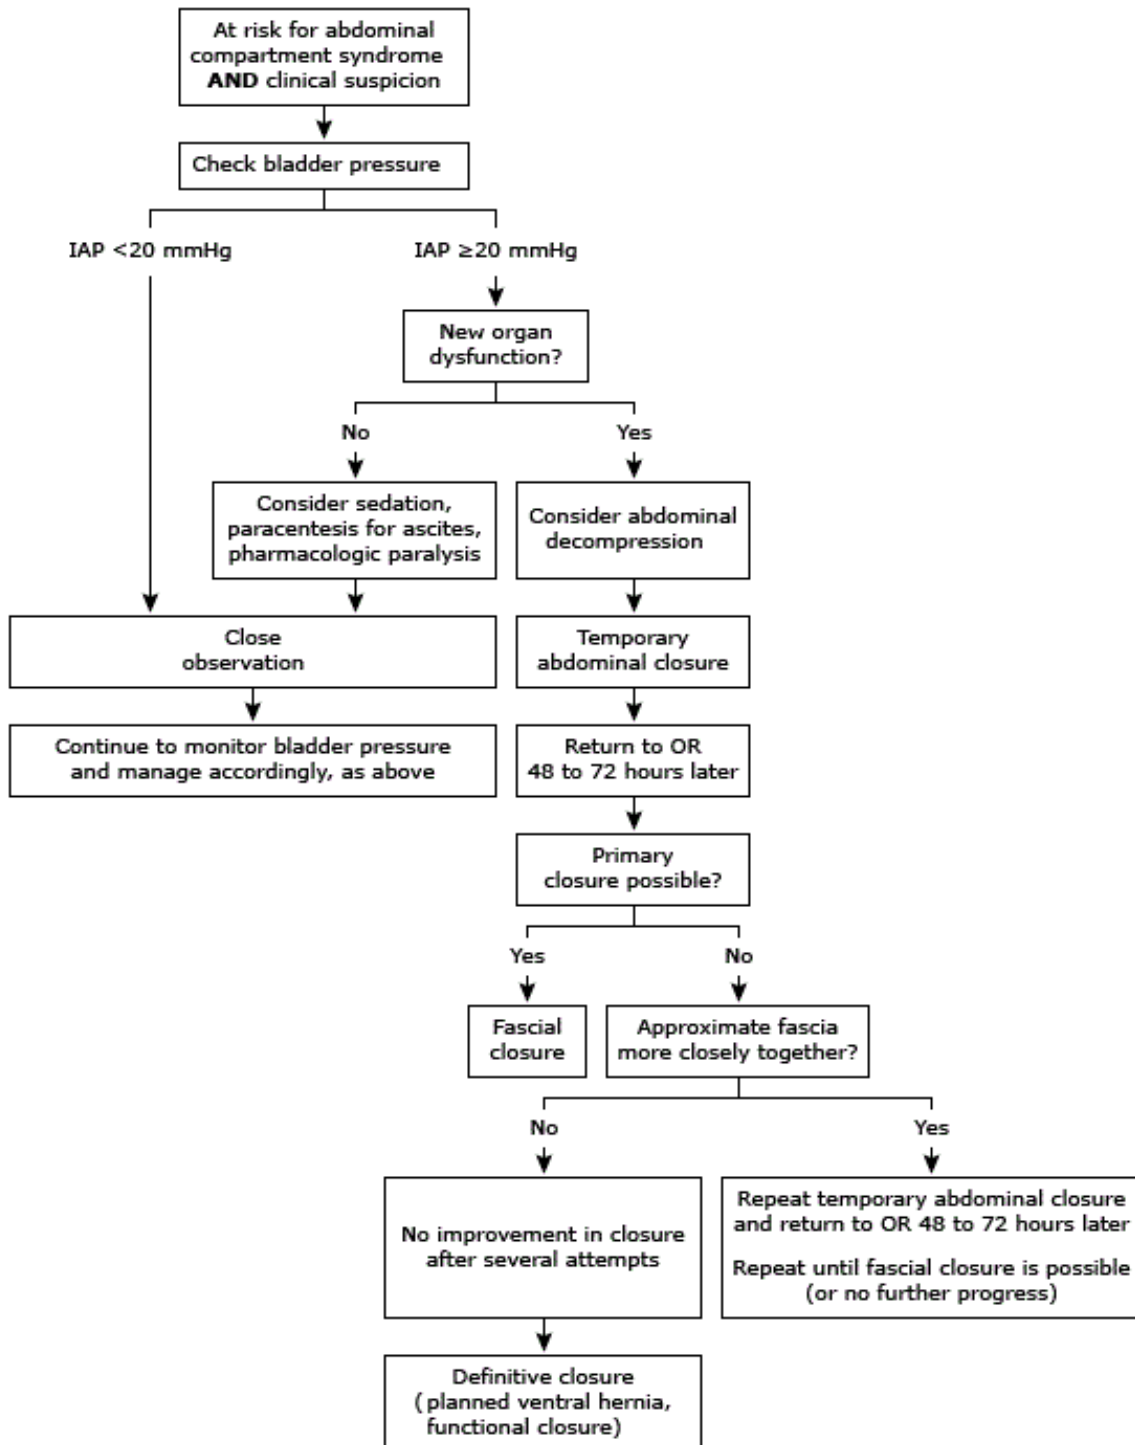 At risk for abdominal
compartment syndrome
AND clinical suspicion
Check bladder pressure
IAP <20 mmHg
IAP ≥20 mmHg
New organ
dysfunction?
No
Yes
Consider sedation,
paracentesis for ascites,
pharmacologic paralysis
Consider abdominal
decompression
Close
observation
Temporary
abdominal closure
Continue to monitor bladder pressure
and manage accordingly, as above
Return to OR
48 to 72 hours later
Primary
closure possible?
Yes
No
Fascial
closure
Approximate fascia
more closely together?
No
Yes
No improvement in closure
after several attempts
Repeat temporary abdominal closure
and return to OR 48 to 72 hours later
Repeat until fascial closure is possible
(or no further progress)
Definitive closure
(planned ventral hernia,
functional closure)